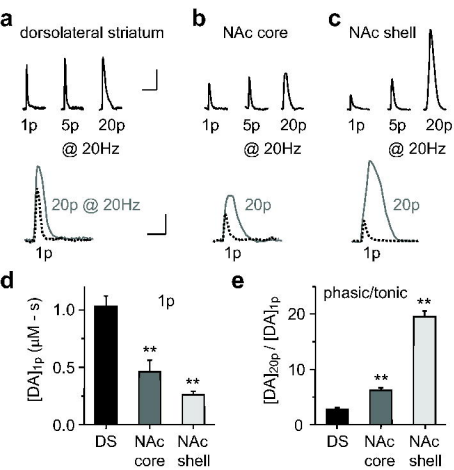 a dorsolateral striatum
1p 5p 20p
@ 20Hz
20p @ 20Hz
1p
b NAc core
1p 5p 20p
@ 20Hz
20p
1p
c NAc shell
1p 5p 20p
@ 20Hz
20p
1p
d
1p
[DA]1p (μM - s)
1.0
0.5
0.0
**
**
DS NAc core NAc shell
e
phasic/tonic
[DA]20p / [DA]1p
20
10
0
**
**
DS NAc core NAc shell